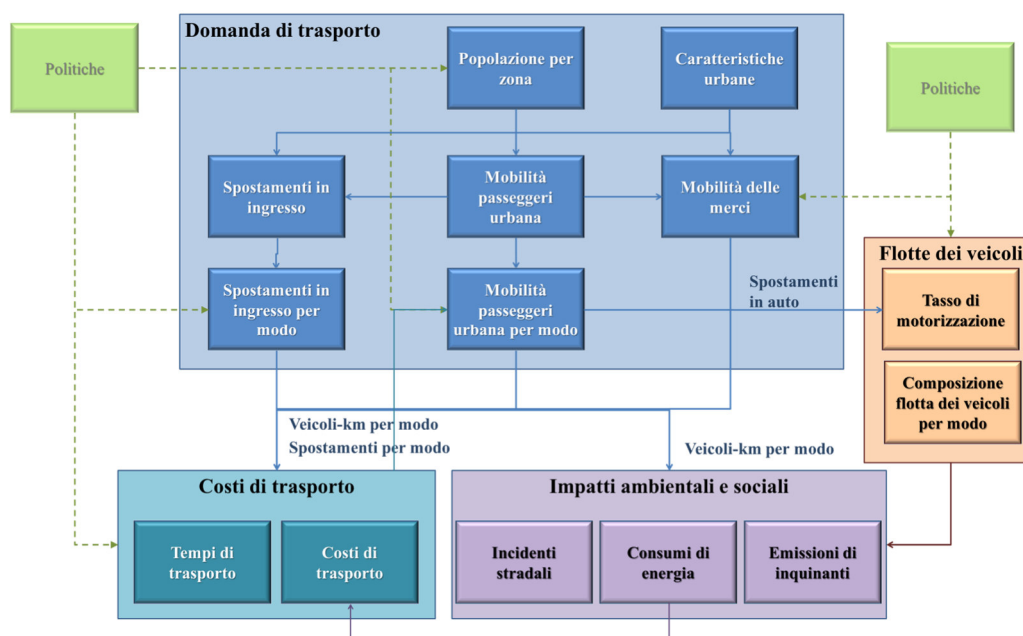 Domanda di trasporto
Politiche
Popolazione per
zona
Caratteristiche
urbane
Politiche
Spostamenti in
ingresso
Mobilità
passeggeri
urbana
Mobilità delle
merci
Flotte dei veicoli
Spostamenti in
ingresso per
modo
Mobilità
passeggeri
urbana per modo
Spostamenti
in auto
Tasso di
motorizzazione
Composizione
flotta dei veicoli
per modo
Veicoli-km per modo
Spostamenti per modo
Veicoli-km per modo
Costi di trasporto
Impatti ambientali e sociali
Tempi di
trasporto
Costi di
trasporto
Incidenti
stradali
Consumi di
energia
Emissioni di
inquinanti